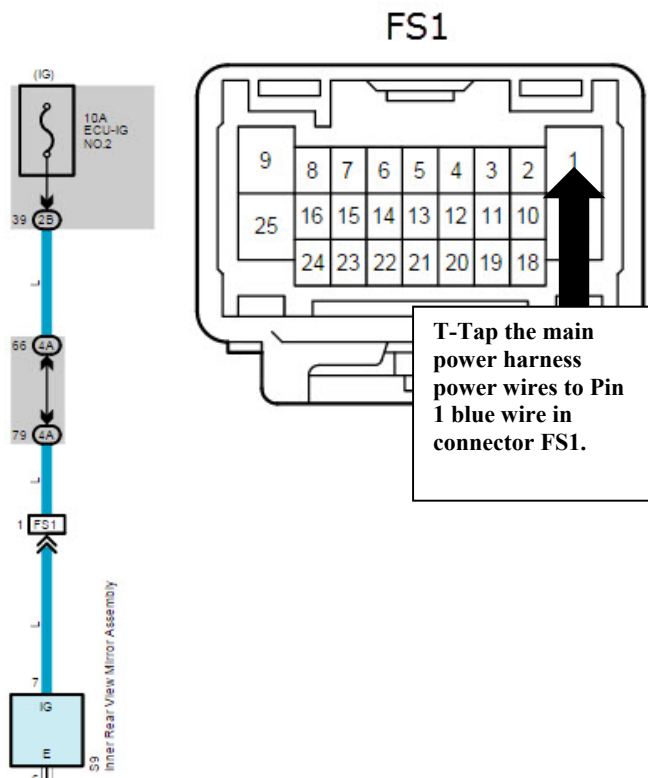 FS1
(IG)
10A
ECU-IG
NO.2
39 2B
L
66 4A
79 4A
L
1 FS1
L
7
IG
E
S9
Inner Rear View Mirror Assembly
9 8 7 6 5 4 3 2 1
25 16 15 14 13 12 11 10
24 23 22 21 20 19 18
T-Tap the main
power harness
power wires to Pin
1 blue wire in
connector FS1.